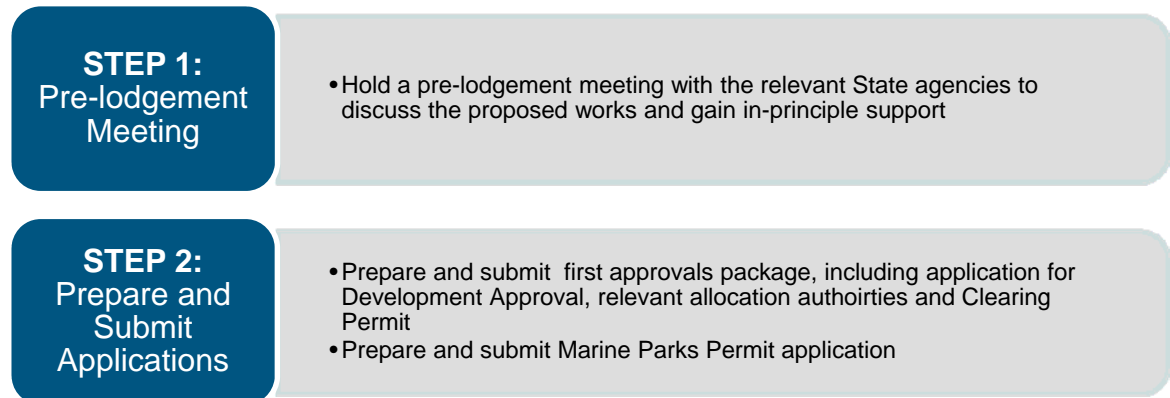 STEP 1:
Pre-lodgement
Meeting
•Hold a pre-lodgement meeting with the relevant State agencies to
discuss the proposed works and gain in-principle support
STEP 2:
Prepare and
Submit
Applications
•Prepare and submit  first approvals package, including application for
Development Approval, relevant allocation authoirties and Clearing
Permit
•Prepare and submit Marine Parks Permit application